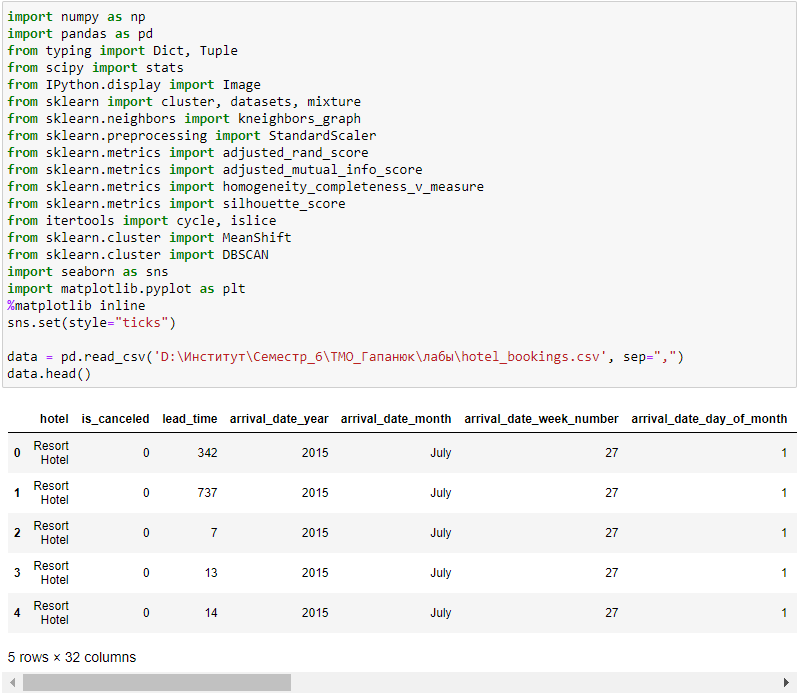 import numpy as np
import pandas as pd
from typing import Dict, Tuple
from scipy import stats
from IPython.display import Image
from sklearn import cluster, datasets, mixture
from sklearn.neighbors import kneighbors_graph
from sklearn.preprocessing import StandardScaler
from sklearn.metrics import adjusted_rand_score
from sklearn.metrics import adjusted_mutual_info_score
from sklearn.metrics import homogeneity_completeness_v_measure
from sklearn.metrics import silhouette_score
from itertools import cycle, islice
from sklearn.cluster import MeanShift
from sklearn.cluster import DBSCAN
import seaborn as sns
import matplotlib.pyplot as plt
%matplotlib inline
sns.set(style="ticks")
data = pd.read_csv('D:\Институт\Семестр_6\ТМО_Гапанюк\лабы\hotel_bookings.csv', sep=",")
data.head()
hotel is_canceled lead_time arrival_date_year arrival_date_month arrival_date_week_number arrival_date_day_of_month
0 Resort Hotel 0 342 2015 July 27 1
1 Resort Hotel 0 737 2015 July 27 1
2 Resort Hotel 0 7 2015 July 27 1
3 Resort Hotel 0 13 2015 July 27 1
4 Resort Hotel 0 14 2015 July 27 1
5 rows × 32 columns